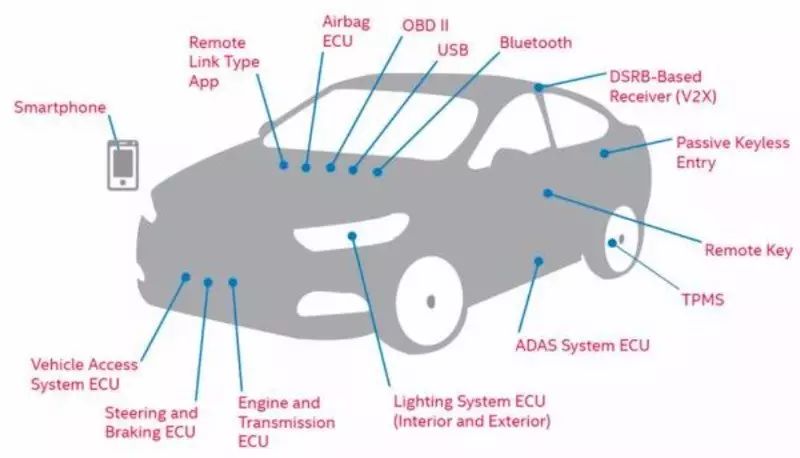 Airbag
ECU
OBD II
Remote
Link Type
App
USB
Bluetooth
DSRB-Based
Receiver (V2X)
Smartphone
Passive Keyless
Entry
Remote Key
TPMS
ADAS System ECU
Vehicle Access
System ECU
Steering and
Braking ECU
Engine and
Transmission
ECU
Lighting System ECU
(Interior and Exterior)